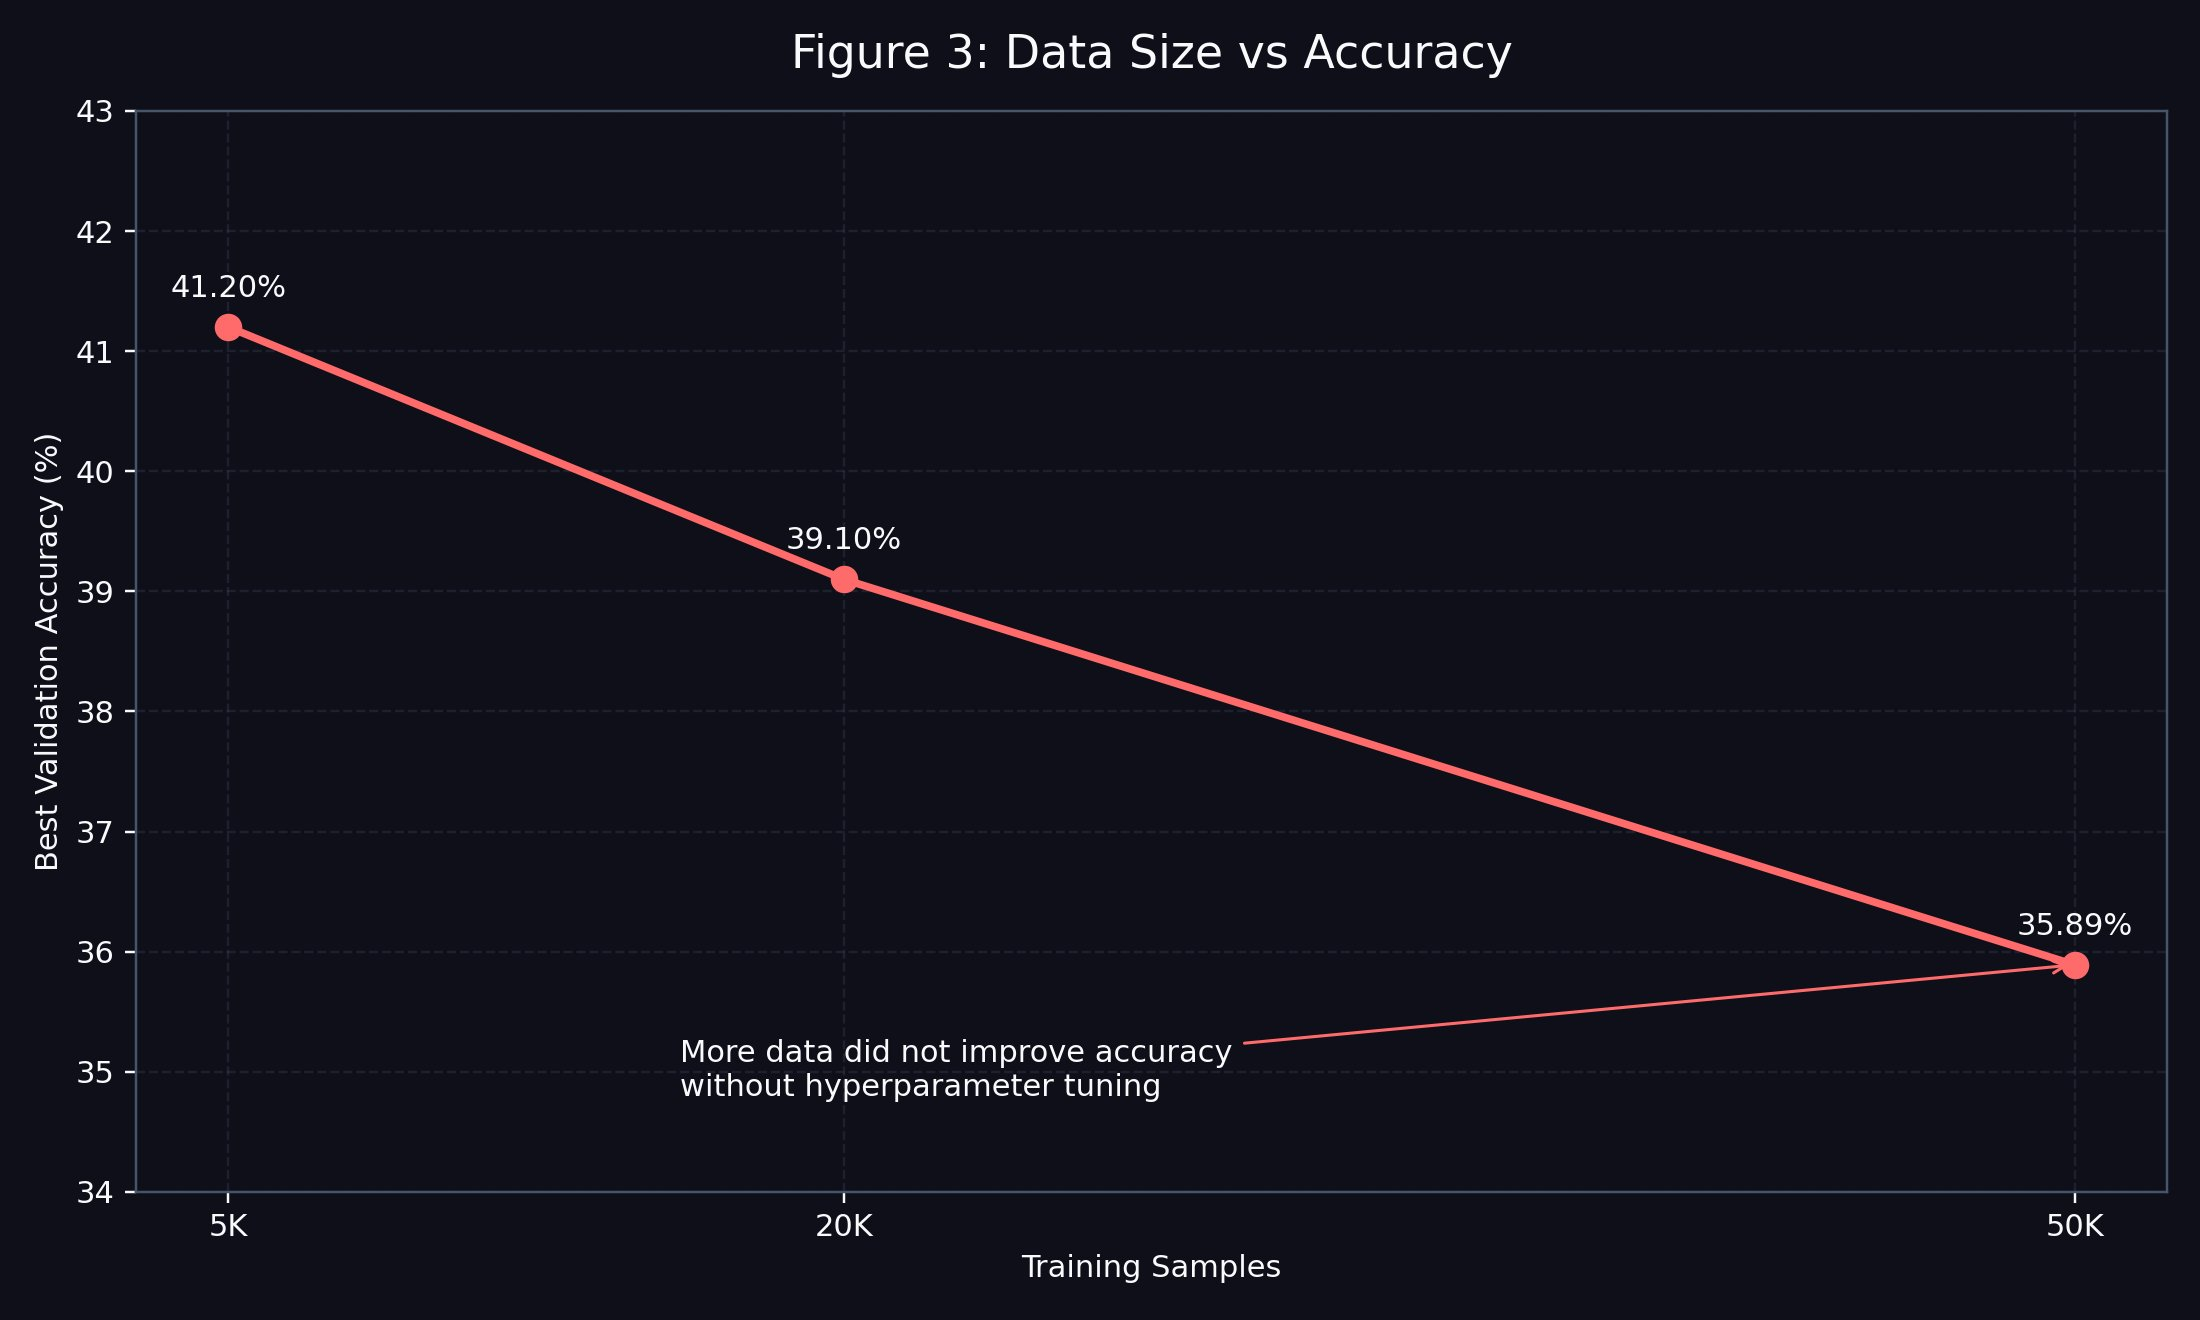 Figure 3: Data Size vs Accuracy
43
42
41.20%
41
40
39.10%
39
38
37
35.89%
36
More data did not improve accuracy
35
without hyperparameter tuning
34
Best Validation Accuracy (%)
5K
20K
50K
Training Samples